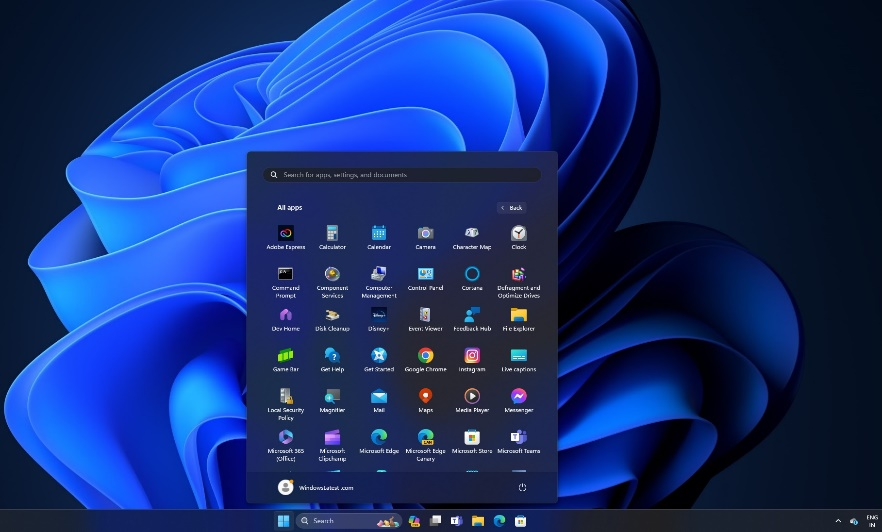 Search for apps, settings, and documents
All apps
Back
Adobe Express
Calculator
Calendar
Camera
Character Map
Clock
Command
Prompt
Component
Services
Computer
Management
Control Panel
Cortana
Defragment and
Optimize Drives
Dev Home
Disk Cleanup
Disney+
Event Viewer
Feedback Hub
File Explorer
Game Bar
Get Help
Get Started
Google Chrome
Instagram
Live captions
Local Security
Policy
Magnifier
Mail
Maps
Media Player
Messenger
Microsoft 365
(Office)
Microsoft
Clipchamp
Microsoft Edge
Microsoft Edge
Canary
Microsoft Store
Microsoft Teams
WindowsLatest .com
Search
ENG
IN